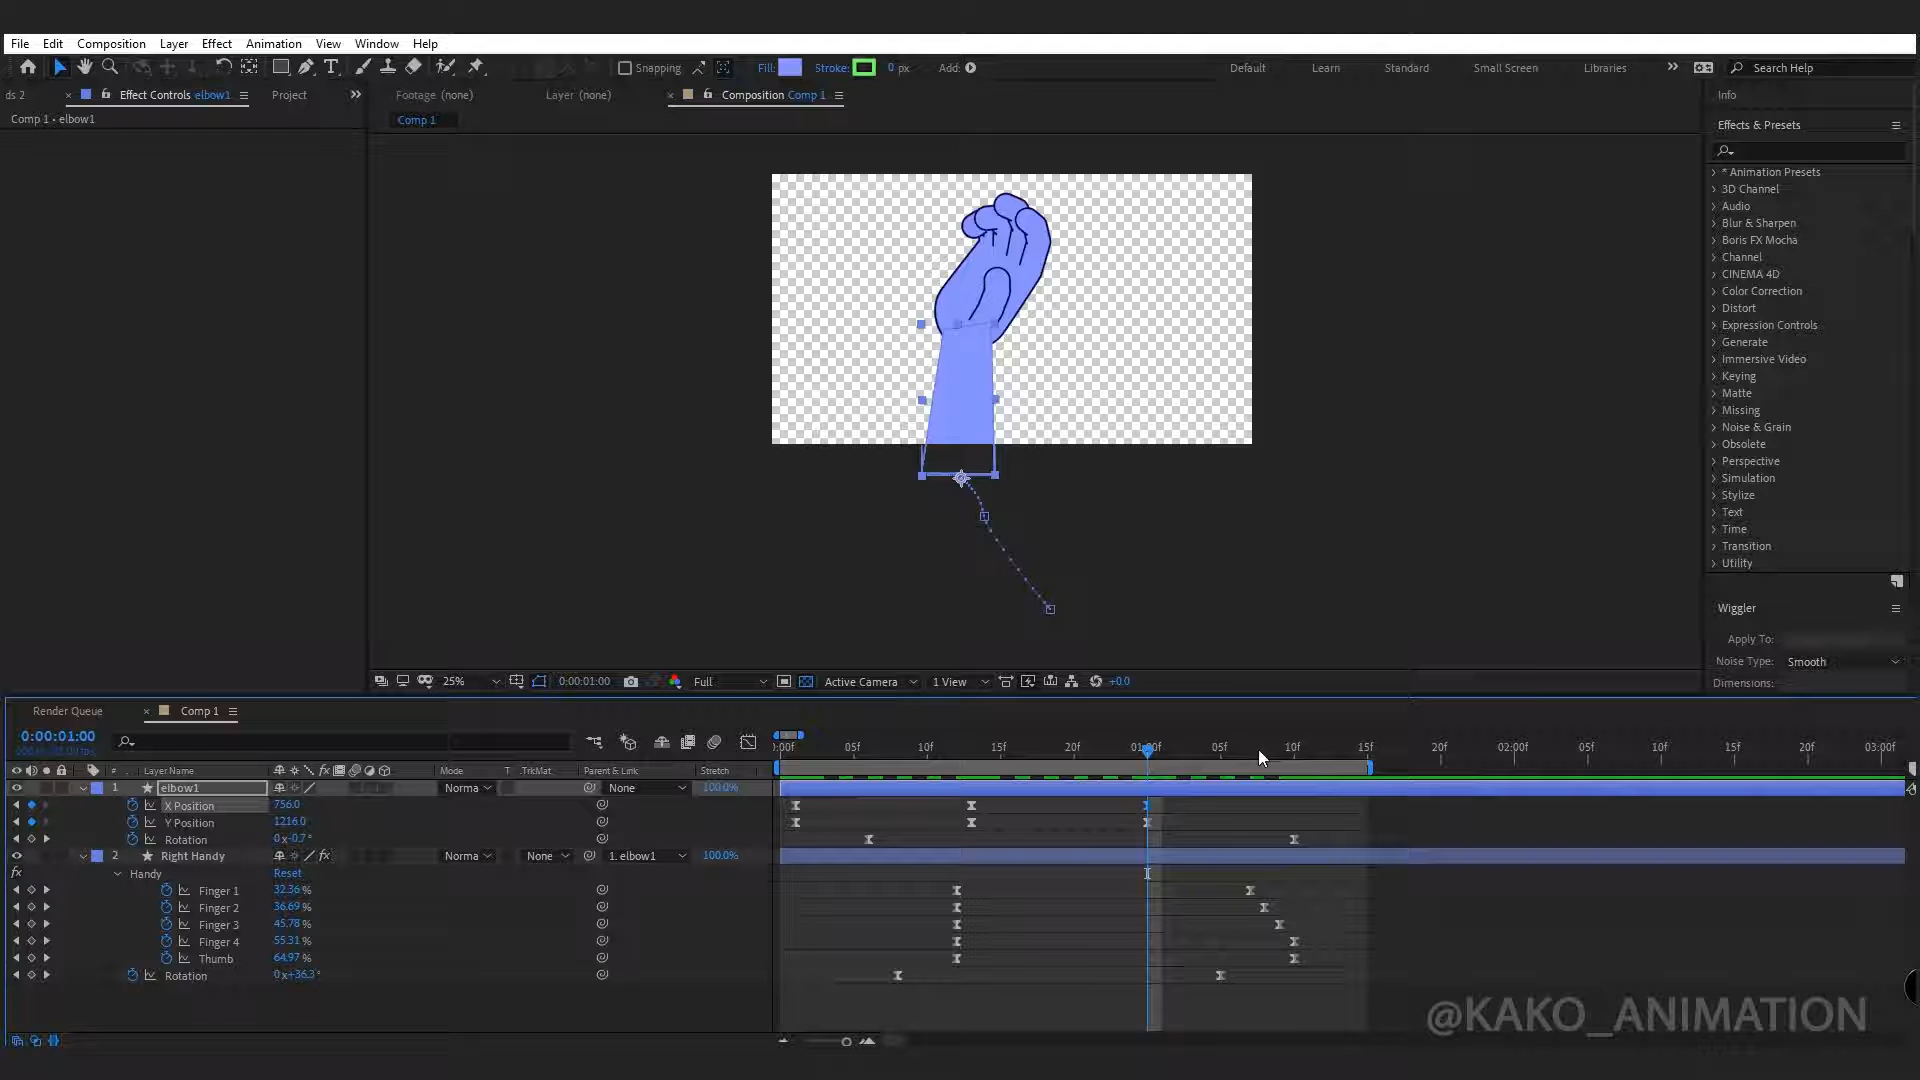 File Edit Composition Layer Effect Animation View Window Help
Snapping Fill: Stroke: 0 px Add: Default Learn Standard Small Screen Libraries Search Help
ds 2 Effect Controls elbow1 Project Footage (none) Layer (none) Composition Comp 1 Info
Comp 1 • elbow1 Comp 1
Effects & Presets
* Animation Presets
3D Channel
Audio
Blur & Sharpen
Boris FX Mocha
Channel
CINEMA 4D
Color Correction
Distort
Expression Controls
Generate
Immersive Video
Keying
Matte
Missing
Noise & Grain
Obsolete
Perspective
Simulation
Stylize
Text
Time
Transition
Utility
Wiggler
Apply To:
Noise Type: Smooth
Dimensions:
25% 0:00:01:00 Full Active Camera 1 View +0.0
Render Queue Comp 1
0:00:01:00
:00f 05f 10f 15f 20f 01:00f 05f 10f 15f 20f 02:00f 05f 10f 15f 20f 03:00f
# Layer Name Mode T .TrkMat Parent & Link Stretch
1 elbow1 Norma None 100.0%
X Position 756.0
Y Position 1216.0
Rotation 0x-0.7°
2 Right Handy Norma None 1. elbow1 100.0%
fx Handy Reset
Finger 1 32.36 %
Finger 2 36.69 %
Finger 3 45.78 %
Finger 4 55.31 %
Thumb 64.97 %
Rotation 0x+36.3°
@KAKO_ANIMATION